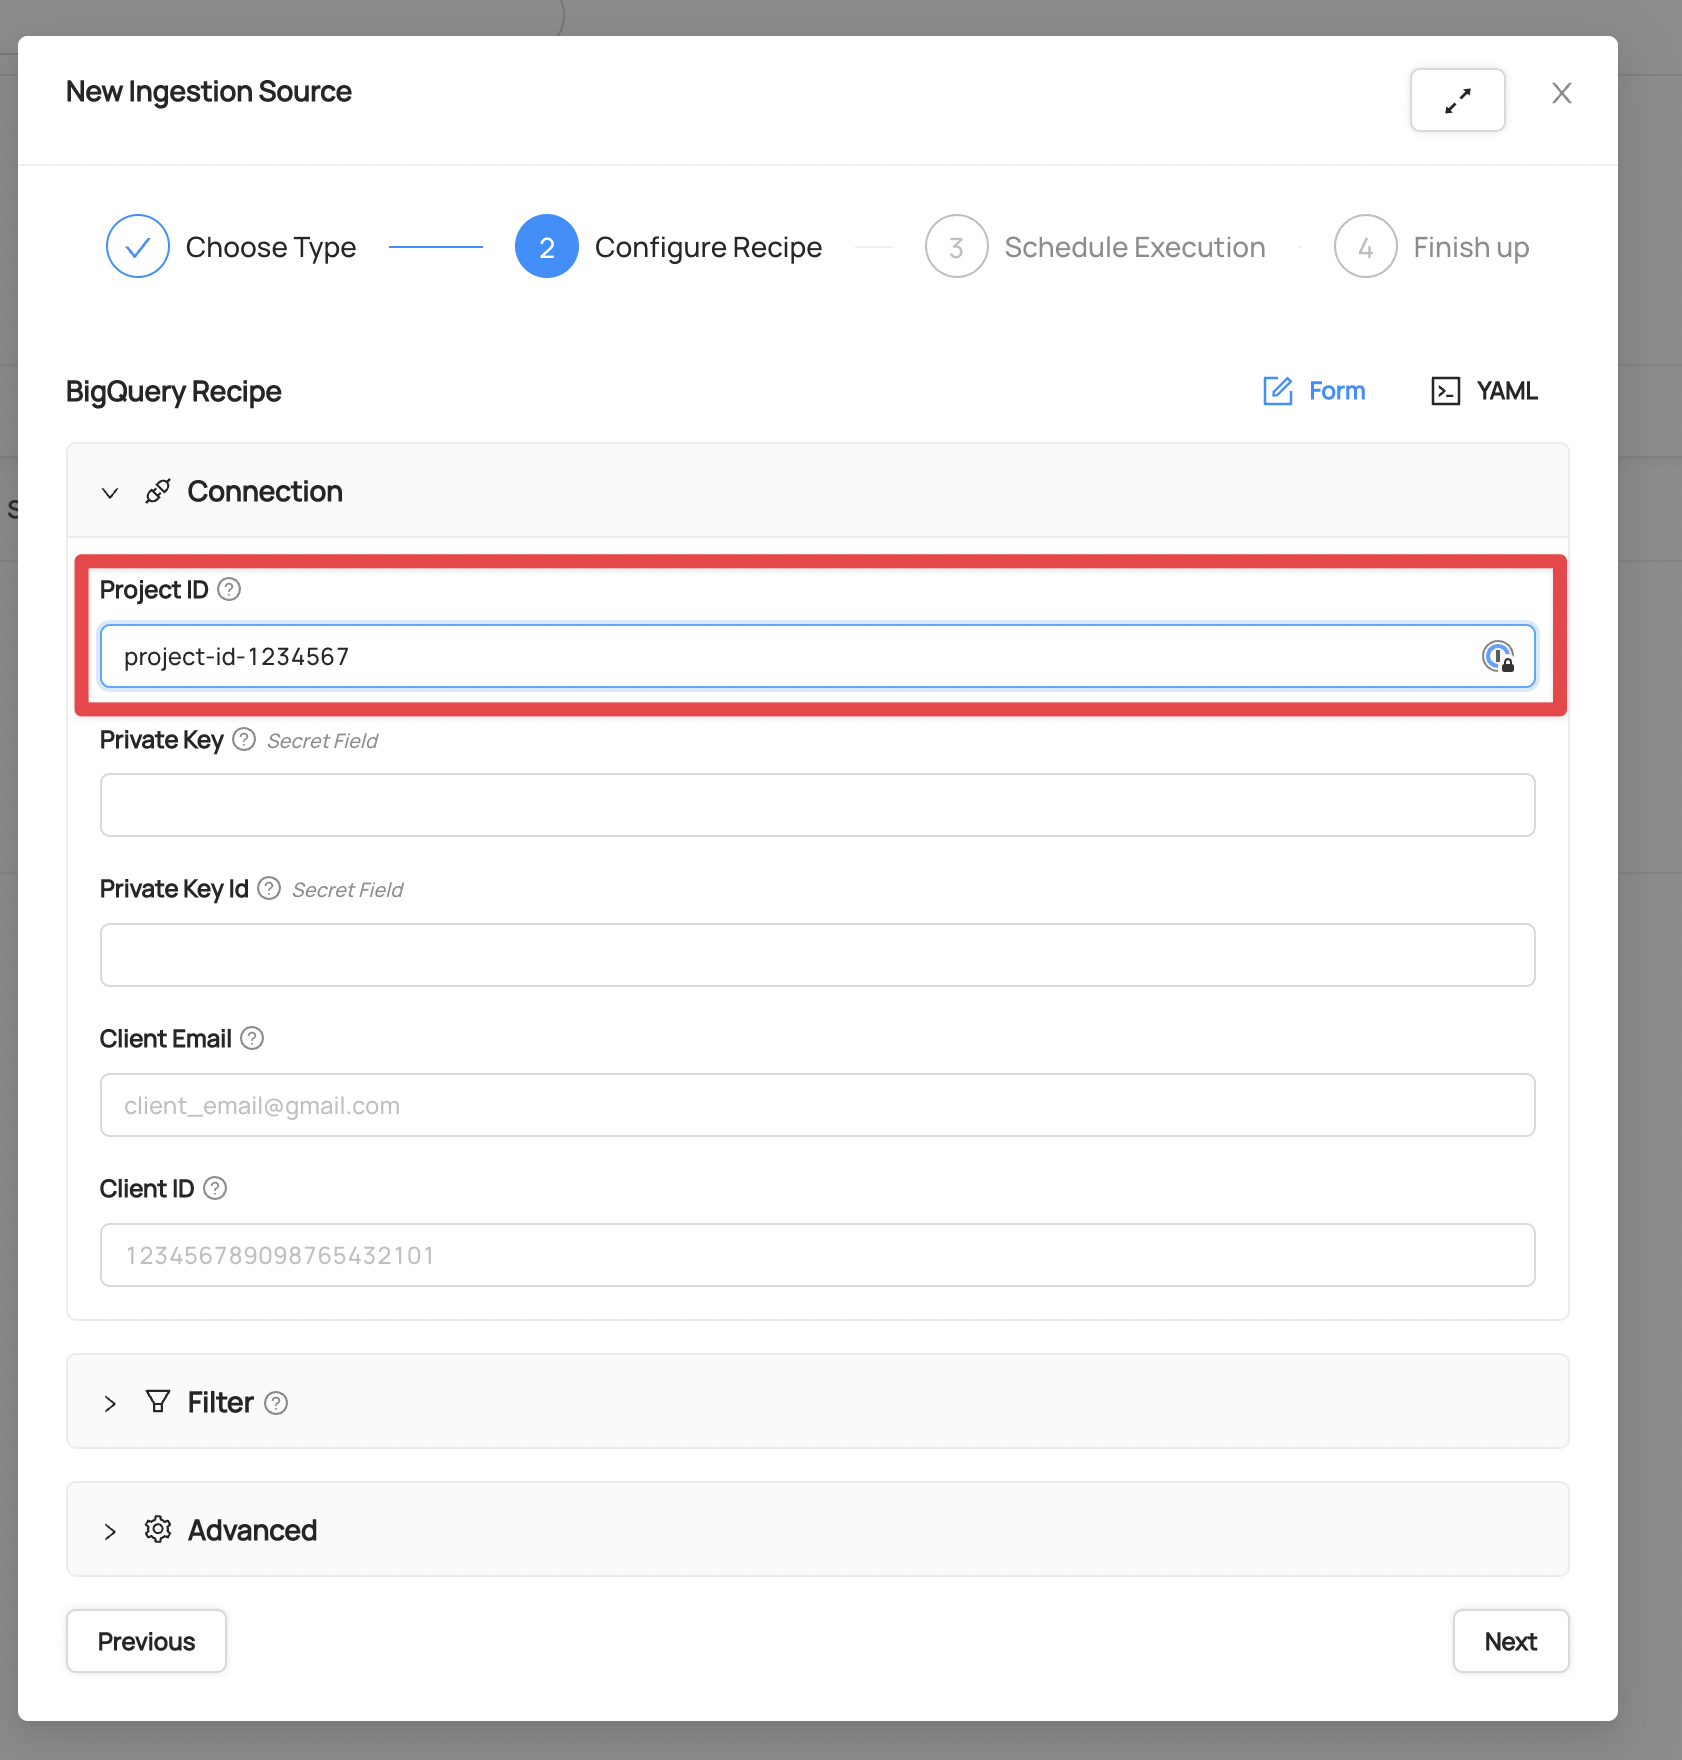 New Ingestion Source
Choose Type
2 Configure Recipe
3 Schedule Execution
4 Finish up
BigQuery Recipe
Form
YAML
Connection
Project ID ?
project-id-1234567
Private Key ? Secret Field
Private Key Id ? Secret Field
Client Email ?
client_email@gmail.com
Client ID ?
123456789098765432101
Filter ?
Advanced
Previous
Next